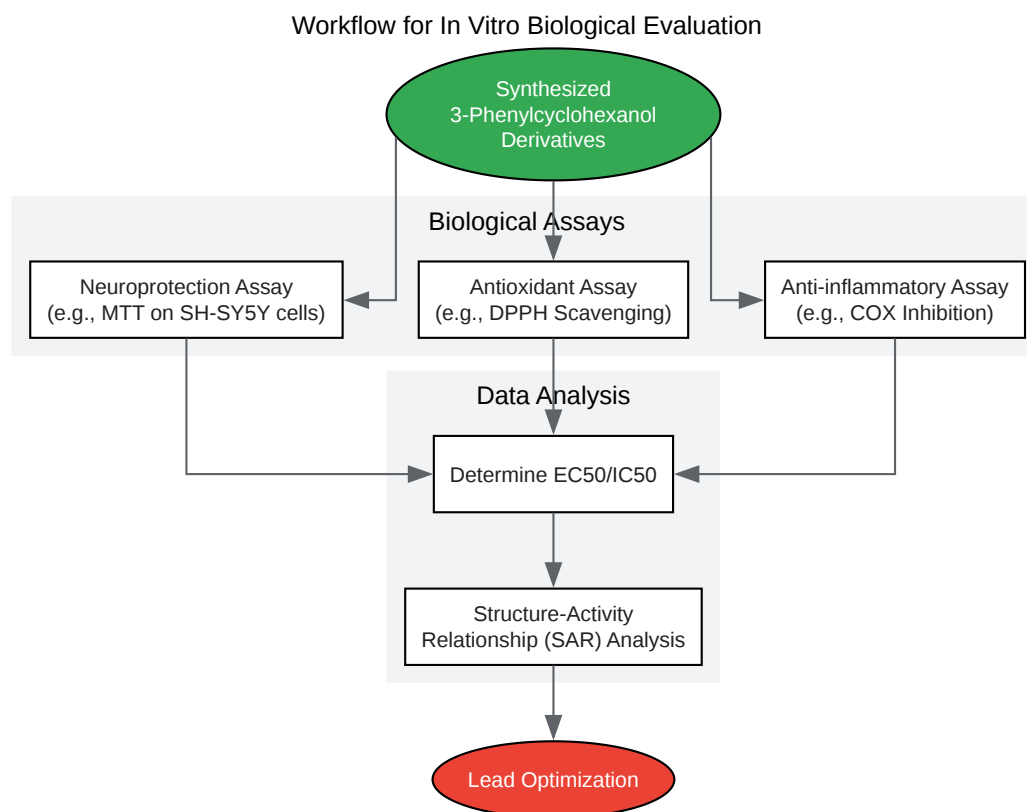 Workflow for In Vitro Biological Evaluation
Synthesized
3-Phenylcyclohexanol
Derivatives
Biological Assays
Neuroprotection Assay
(e.g., MTT on SH-SY5Y cells)
Antioxidant Assay
(e.g., DPPH Scavenging)
Anti-inflammatory Assay
(e.g., COX Inhibition)
Data Analysis
Determine EC50/IC50
Structure-Activity
Relationship (SAR) Analysis
Lead Optimization